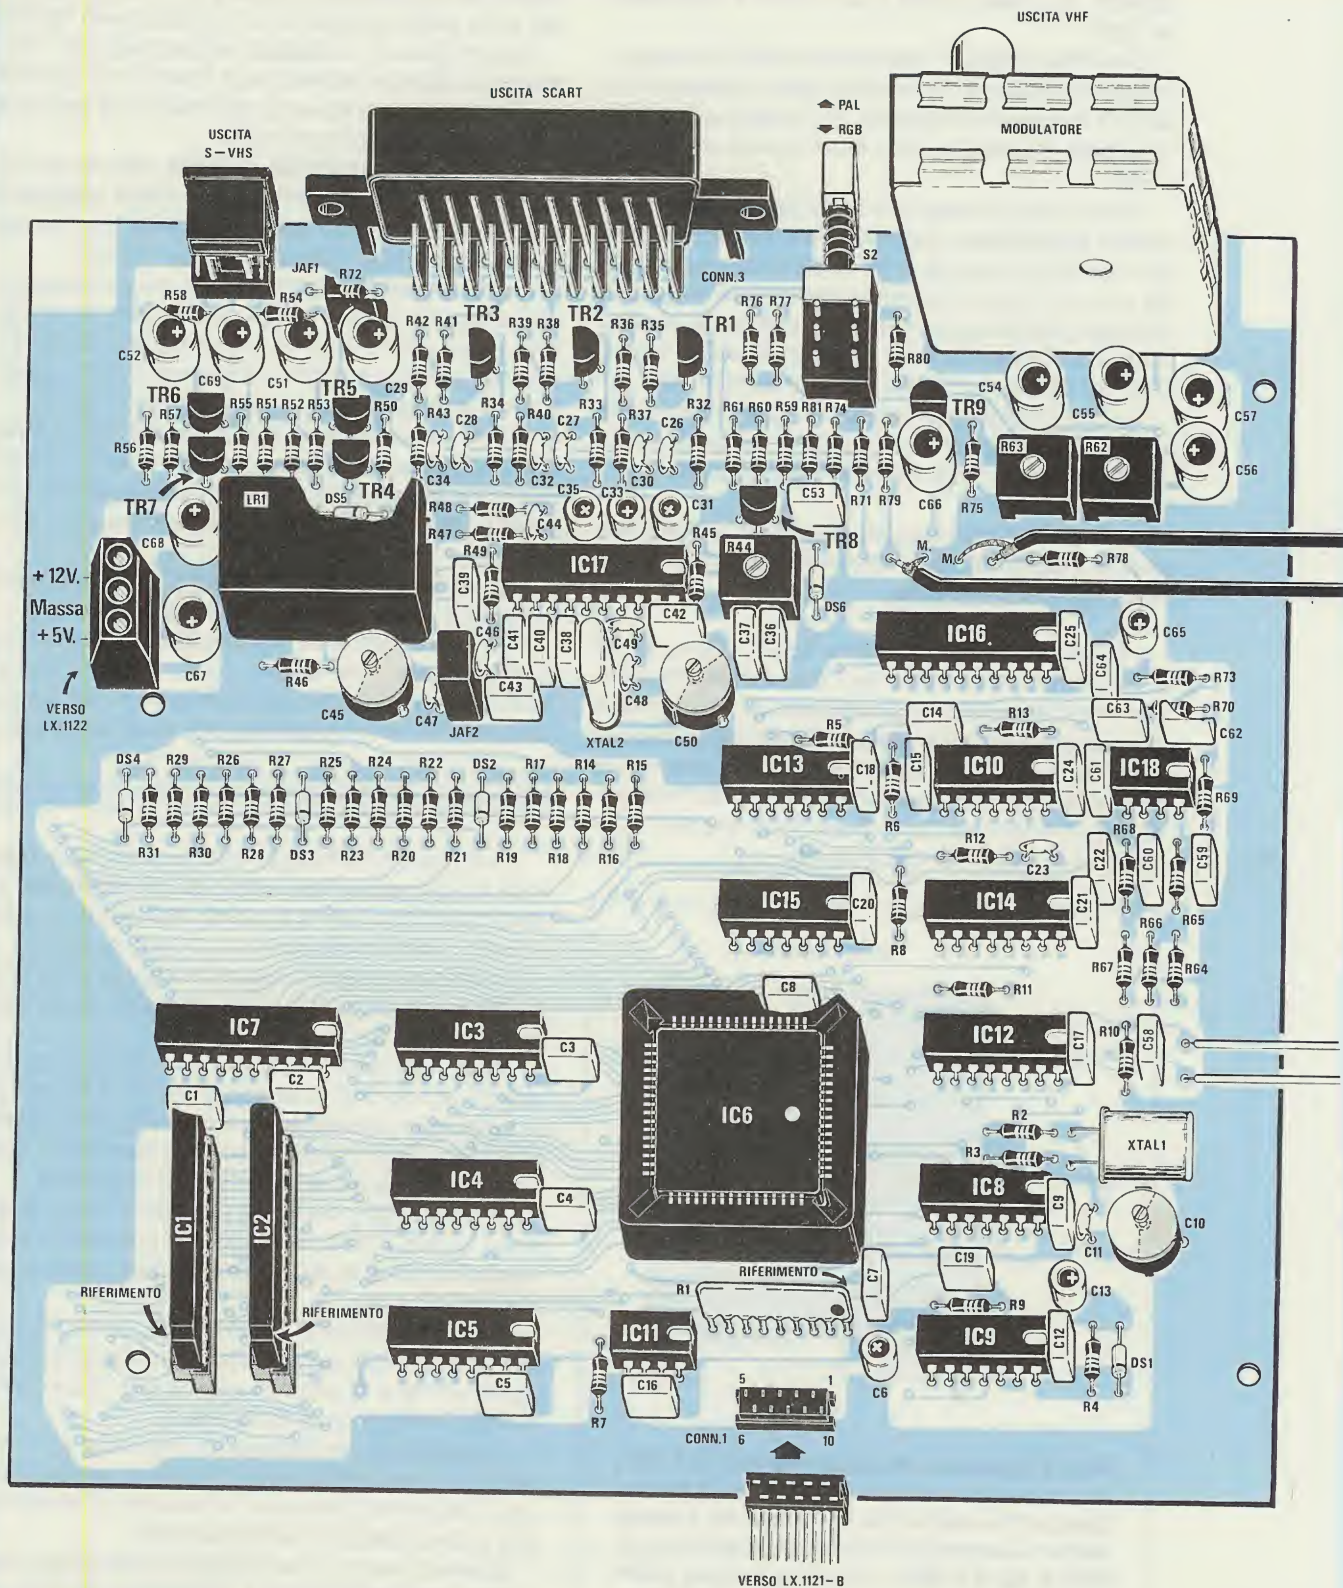 USCITA VHF
USCITA SCART
PAL
RGB
MODULATORE
USCITA
S-VHS
S2
CONN.3
JAF1
R72
R58
R54
R42 R41
TR3
R39 R38
TR2
R36 R35
TR1
R76 R77
R80
C52
C69
C51
C29
C54
C55
C57
TR6
TR5
TR9
R57
R55 R51 R52 R53
R50
R43
C28
R34
R40
C27
R33
R37
C26
R32
R61 R60 R59 R81 R74
R63
R62
R56
C34
C32
C30
R71
R79
C66
R75
C56
TR7
LR1
DS5
TR4
R48
C44
C35
C33
C31
C53
C68
R47
R45
TR8
R49
IC17
R44
M.
M.
R78
+ 12V.
Massa
+ 5V.
C39
DS6
C42
C46
C41
C40
C38
C49
C37
C36
IC16
C25
C65
C67
R46
C64
R73
C48
C43
VERSO
LX.1122
C45
C47
JAF2
XTAL2
C50
R5
C14
R13
C63
R70
C62
DS4
R29
R26
R27
R25
R24
R22
DS2
R17
R14
R15
IC13
C18
C15
IC10
C24
C61
IC18
R69
R6
R31
R30
R28
DS3
R23
R20
R21
R19
R18
R16
R12
C23
R68
C22
C60
C59
IC15
C20
IC14
C21
R8
R66
R65
R67
R64
C8
R11
IC7
IC3
C3
IC12
C17
R10
C58
C2
C1
IC6
R2
R3
XTAL1
IC4
C4
IC8
C9
C11
C10
IC1
IC2
C19
RIFERIMENTO
R1
C7
RIFERIMENTO
RIFERIMENTO
C13
R9
IC5
IC11
IC9
C12
DS1
C5
R7
C16
C6
R4
5
1
CONN.1
6
10
VERSO LX.1121-B